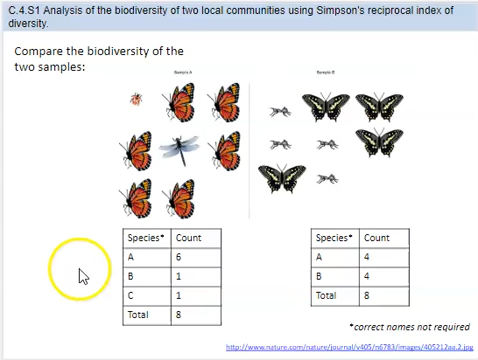 C.4.S1 Analysis of the biodiversity of two local communities using Simpson's reciprocal index of
diversity.
Compare the biodiversity of the
two samples:
Sample A
Sample B
Species* Count
A 6
B 1
C 1
Total 8
Species* Count
A 4
B 4
Total 8
*correct names not required
http://www.nature.com/nature/journal/v405/n6783/images/405212aa.2.jpg